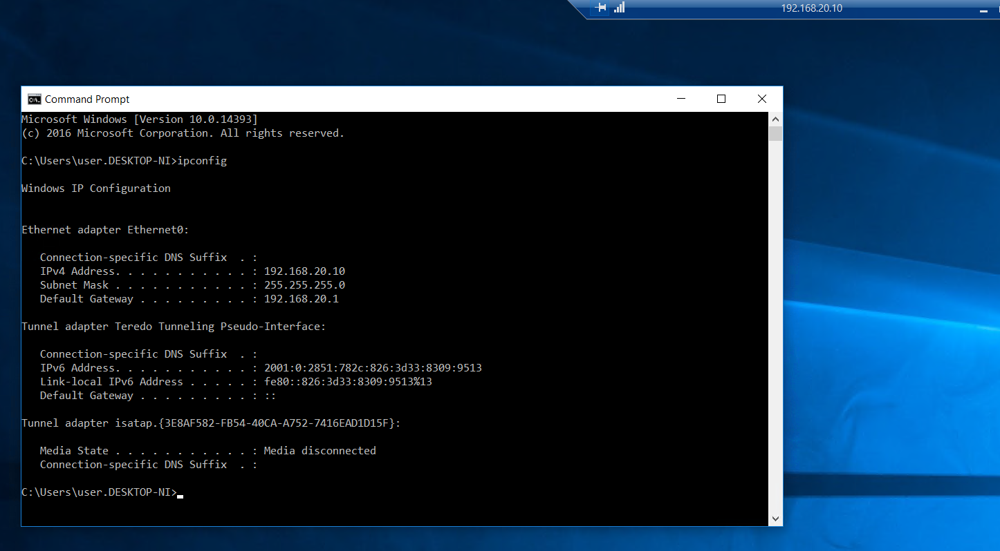 192.168.20.10
Command Prompt
Microsoft Windows [Version 10.0.14393]
(c) 2016 Microsoft Corporation. All rights reserved.
C:\Users\user.DESKTOP-NI>ipconfig
Windows IP Configuration
Ethernet adapter Ethernet0:
   Connection-specific DNS Suffix  . :
   IPv4 Address. . . . . . . . . . . : 192.168.20.10
   Subnet Mask . . . . . . . . . . . : 255.255.255.0
   Default Gateway . . . . . . . . . : 192.168.20.1
Tunnel adapter Teredo Tunneling Pseudo-Interface:
   Connection-specific DNS Suffix  . :
   IPv6 Address. . . . . . . . . . . : 2001:0:2851:782c:826:3d33:8309:9513
   Link-local IPv6 Address . . . . . : fe80::826:3d33:8309:9513%13
   Default Gateway . . . . . . . . . : ::
Tunnel adapter isatap.{3E8AF582-FB54-40CA-A752-7416EAD1D15F}:
   Media State . . . . . . . . . . . : Media disconnected
   Connection-specific DNS Suffix  . :
C:\Users\user.DESKTOP-NI>